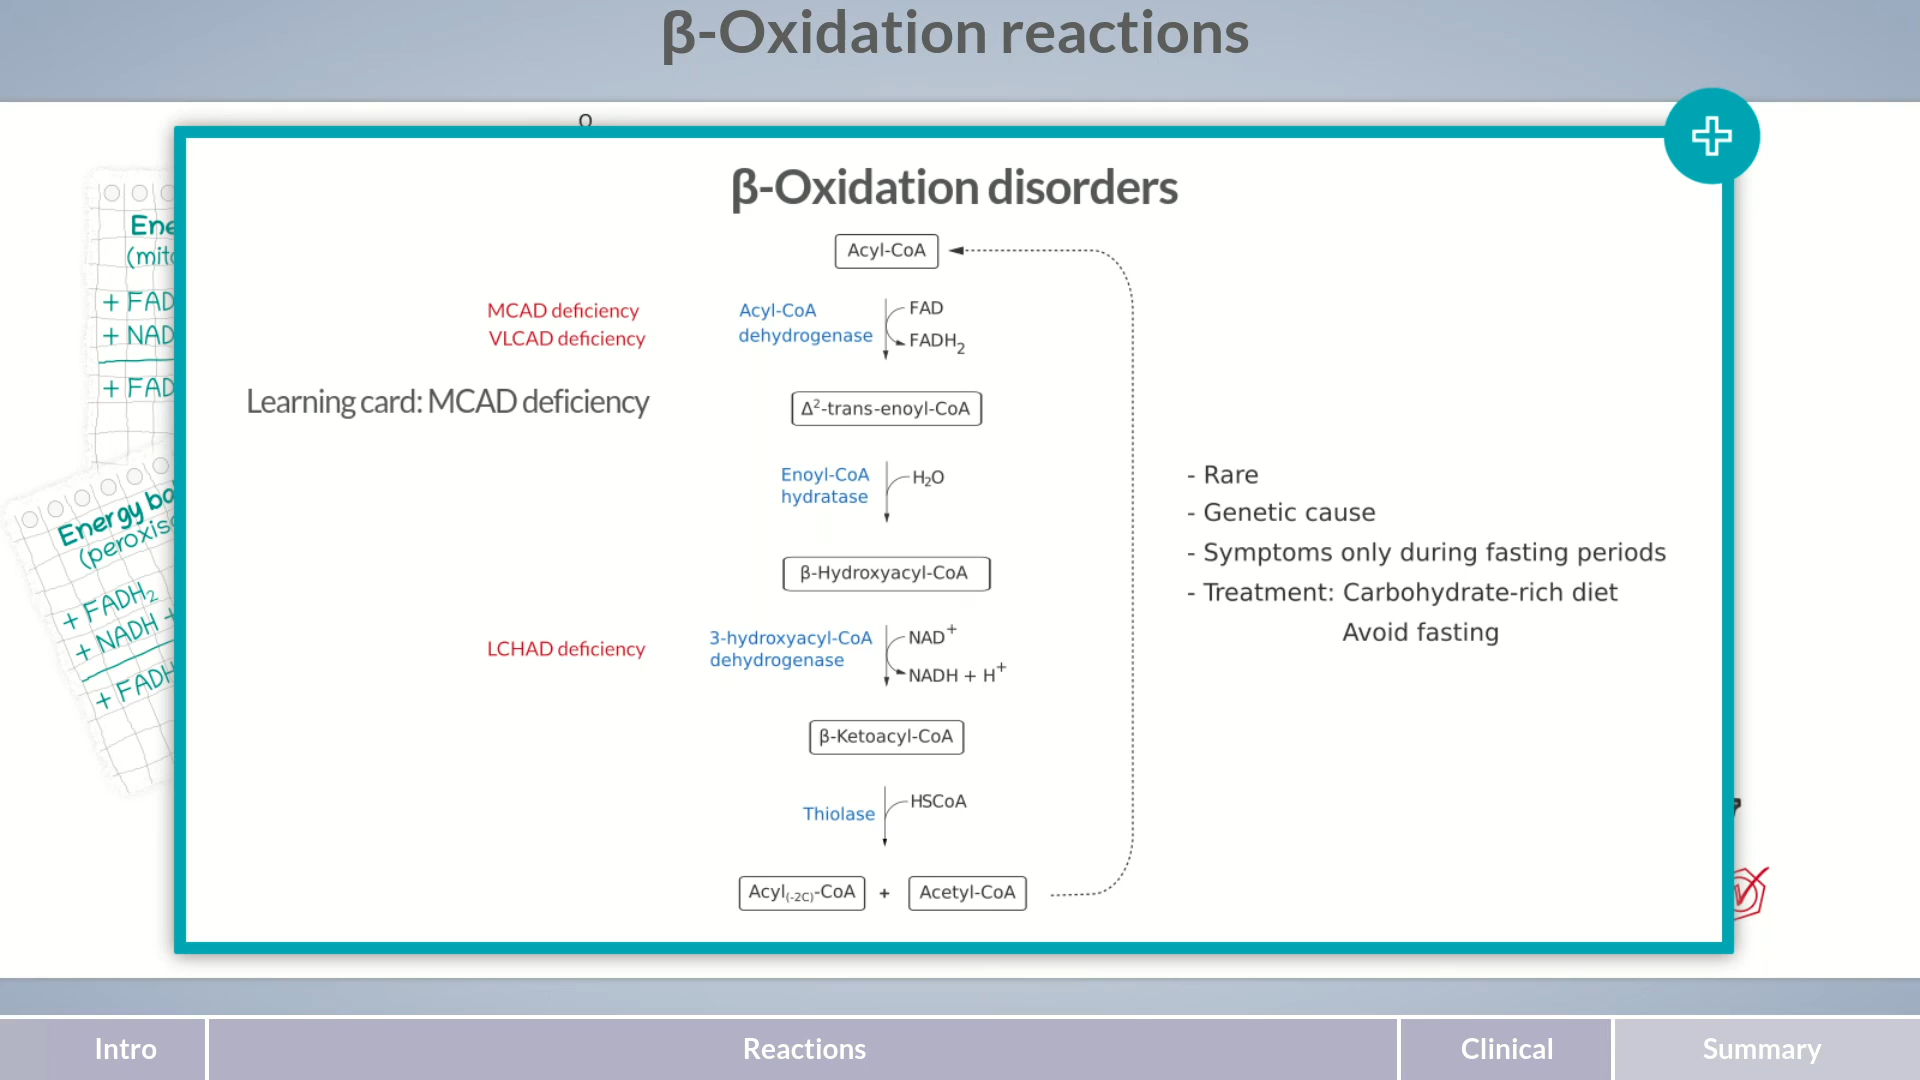 β-Oxidation reactions
O
β-Oxidation disorders
Acyl-CoA
MCAD deficiency
VLCAD deficiency
Acyl-CoA
dehydrogenase
FAD
FADH₂
Learning card: MCAD deficiency
Δ²-trans-enoyl-CoA
Enoyl-CoA
hydratase
H₂O
β-Hydroxyacyl-CoA
LCHAD deficiency
3-hydroxyacyl-CoA
dehydrogenase
NAD⁺
NADH + H⁺
β-Ketoacyl-CoA
Thiolase
HSCoA
Acyl₍₋₂C₎-CoA + Acetyl-CoA
- Rare
- Genetic cause
- Symptoms only during fasting periods
- Treatment: Carbohydrate-rich diet
Avoid fasting
(mito
+ FAD
+ NAD
+ FAD
Energy ba
(peroxis
+ FADH₂
+ NADH +
+ FADH
Intro
Reactions
Clinical
Summary